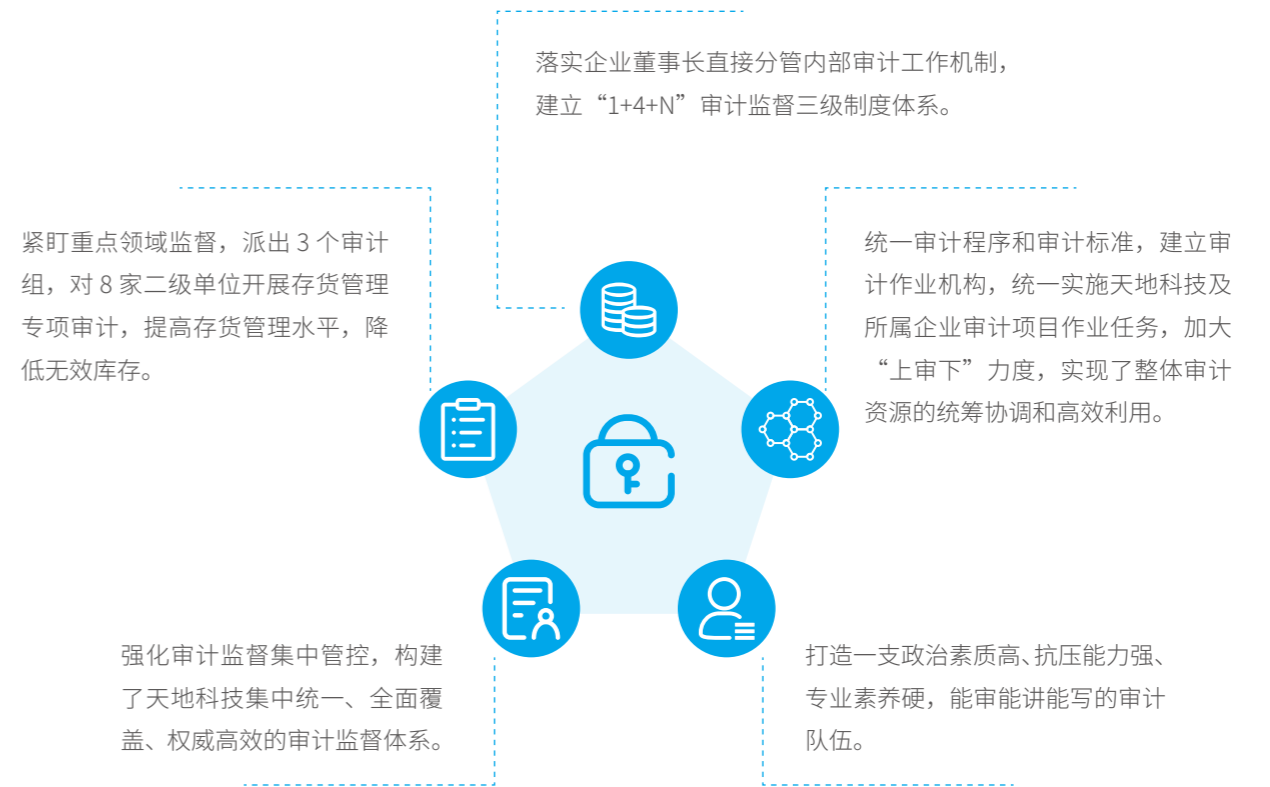 落实企业董事长直接分管内部审计工作机制，
建立“1+4+N”审计监督三级制度体系。
紧盯重点领域监督，派出 3 个审计
组，对 8 家二级单位开展存货管理
专项审计，提高存货管理水平，降
低无效库存。
统一审计程序和审计标准，建立审
计作业机构，统一实施天地科技及
所属企业审计项目作业任务，加大
“上审下”力度，实现了整体审计
资源的统筹协调和高效利用。
强化审计监督集中管控，构建
了天地科技集中统一、全面覆
盖、权威高效的审计监督体系。
打造一支政治素质高、抗压能力强、
专业素养硬，能审能讲能写的审计
队伍。